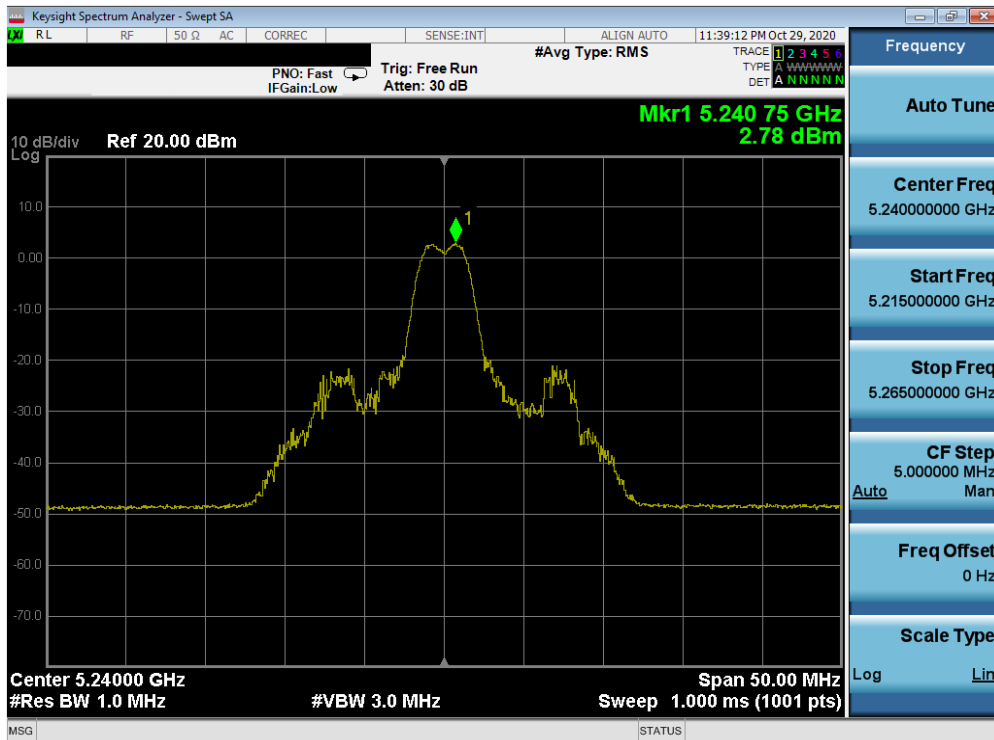 Keysight Spectrum Analyzer - Swept SA
LXI RL RF 50 Ω AC CORREC SENSE:INT ALIGN AUTO 11:39:12 PM Oct 29, 2020
PNO: Fast
IFGain:Low
Trig: Free Run
Atten: 30 dB
#Avg Type: RMS
TRACE 1 2 3 4 5 6
TYPE A WWWWW
DET A N N N N N
Mkr1 5.240 75 GHz
2.78 dBm
10 dB/div
Log
Ref 20.00 dBm
1
10.0
0.00
-10.0
-20.0
-30.0
-40.0
-50.0
-60.0
-70.0
Center 5.24000 GHz
Span 50.00 MHz
#Res BW 1.0 MHz
#VBW 3.0 MHz
Sweep 1.000 ms (1001 pts)
MSG
STATUS
Frequency
Auto Tune
Center Freq
5.240000000 GHz
Start Freq
5.215000000 GHz
Stop Freq
5.265000000 GHz
CF Step
5.000000 MHz
Auto Man
Freq Offset
0 Hz
Scale Type
Log Lin